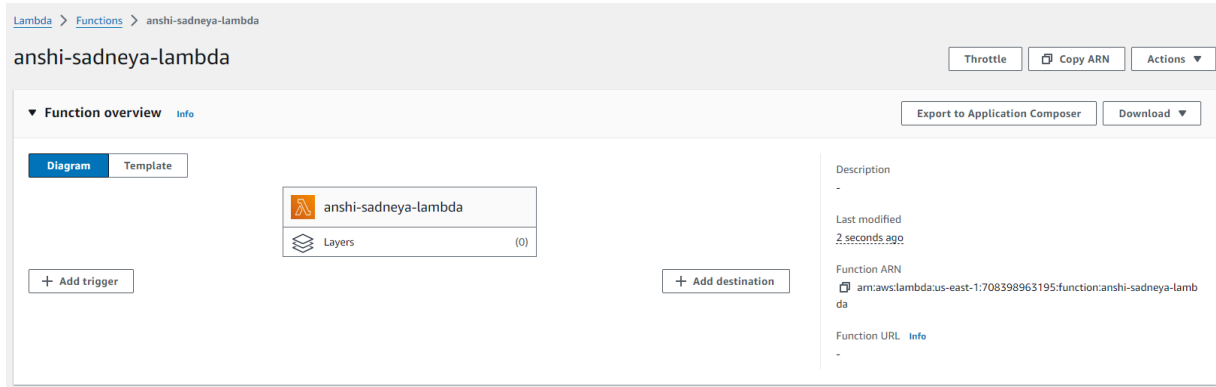 Lambda > Functions > anshi-sadneya-lambda
anshi-sadneya-lambda
Throttle
Copy ARN
Actions
Function overview Info
Export to Application Composer
Download
Diagram
Template
anshi-sadneya-lambda
Layers (0)
+ Add trigger
+ Add destination
Description
-
Last modified
2 seconds ago
Function ARN
arn:aws:lambda:us-east-1:708398963195:function:anshi-sadneya-lamb
da
Function URL Info
-